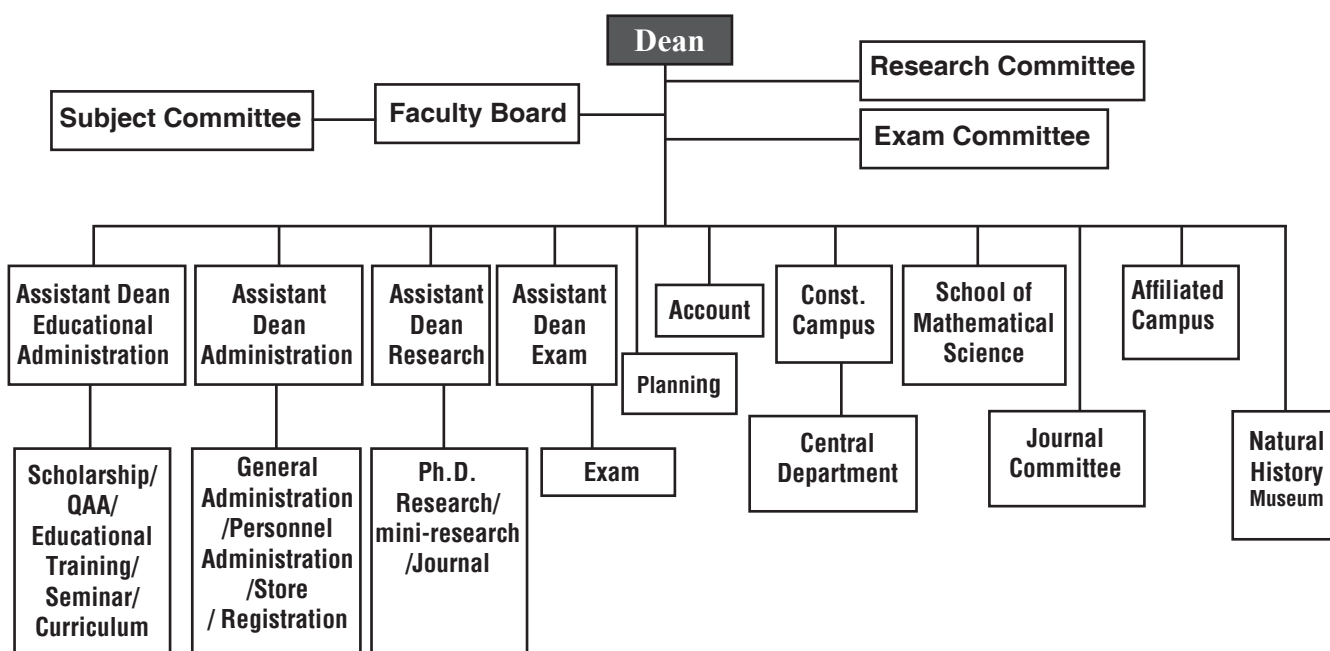 Dean
Research Committee
Subject Committee
Faculty Board
Exam Committee
Assistant Dean
Educational
Administration
Assistant
Dean
Administration
Assistant
Dean
Research
Assistant
Dean
Exam
Planning
Account
Const.
Campus
School of
Mathematical
Science
Affiliated
Campus
Scholarship/
QAA/
Educational
Training/
Seminar/
Curriculum
General
Administration
/Personnel
Administration
/Store
/ Registration
Ph.D.
Research/
mini-research
/Journal
Exam
Central
Department
Journal
Committee
Natural
History
Museum